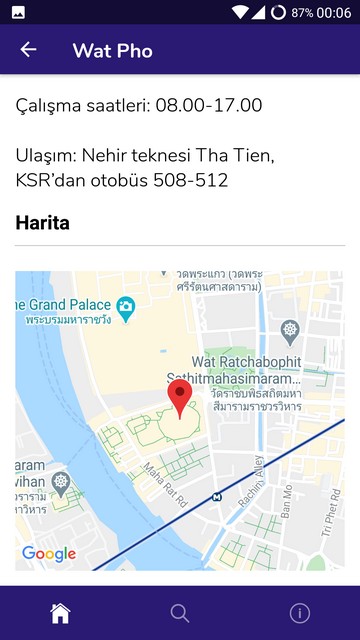 87% 00:06
Wat Pho
Çalışma saatleri: 08.00-17.00
Ulaşım: Nehir teknesi Tha Tien,
KSR'dan otobüs 508-512
Harita
วัดพระแก้ว (วัดพระ
ศรีรัตนศาสดาราม)
he Grand Palace
พระบรมมหาราชวัง
Wat Ratchabophit
Sathitmahasimaram...
วัดราชบพิธสถิตมหา
สีมารามราชวรวิหาร
aram
vihan
วราราม
าวิหาร
Maha Rat Rd
M
Rachini Alley
Ban Mo
Tri Phet Rd
Google